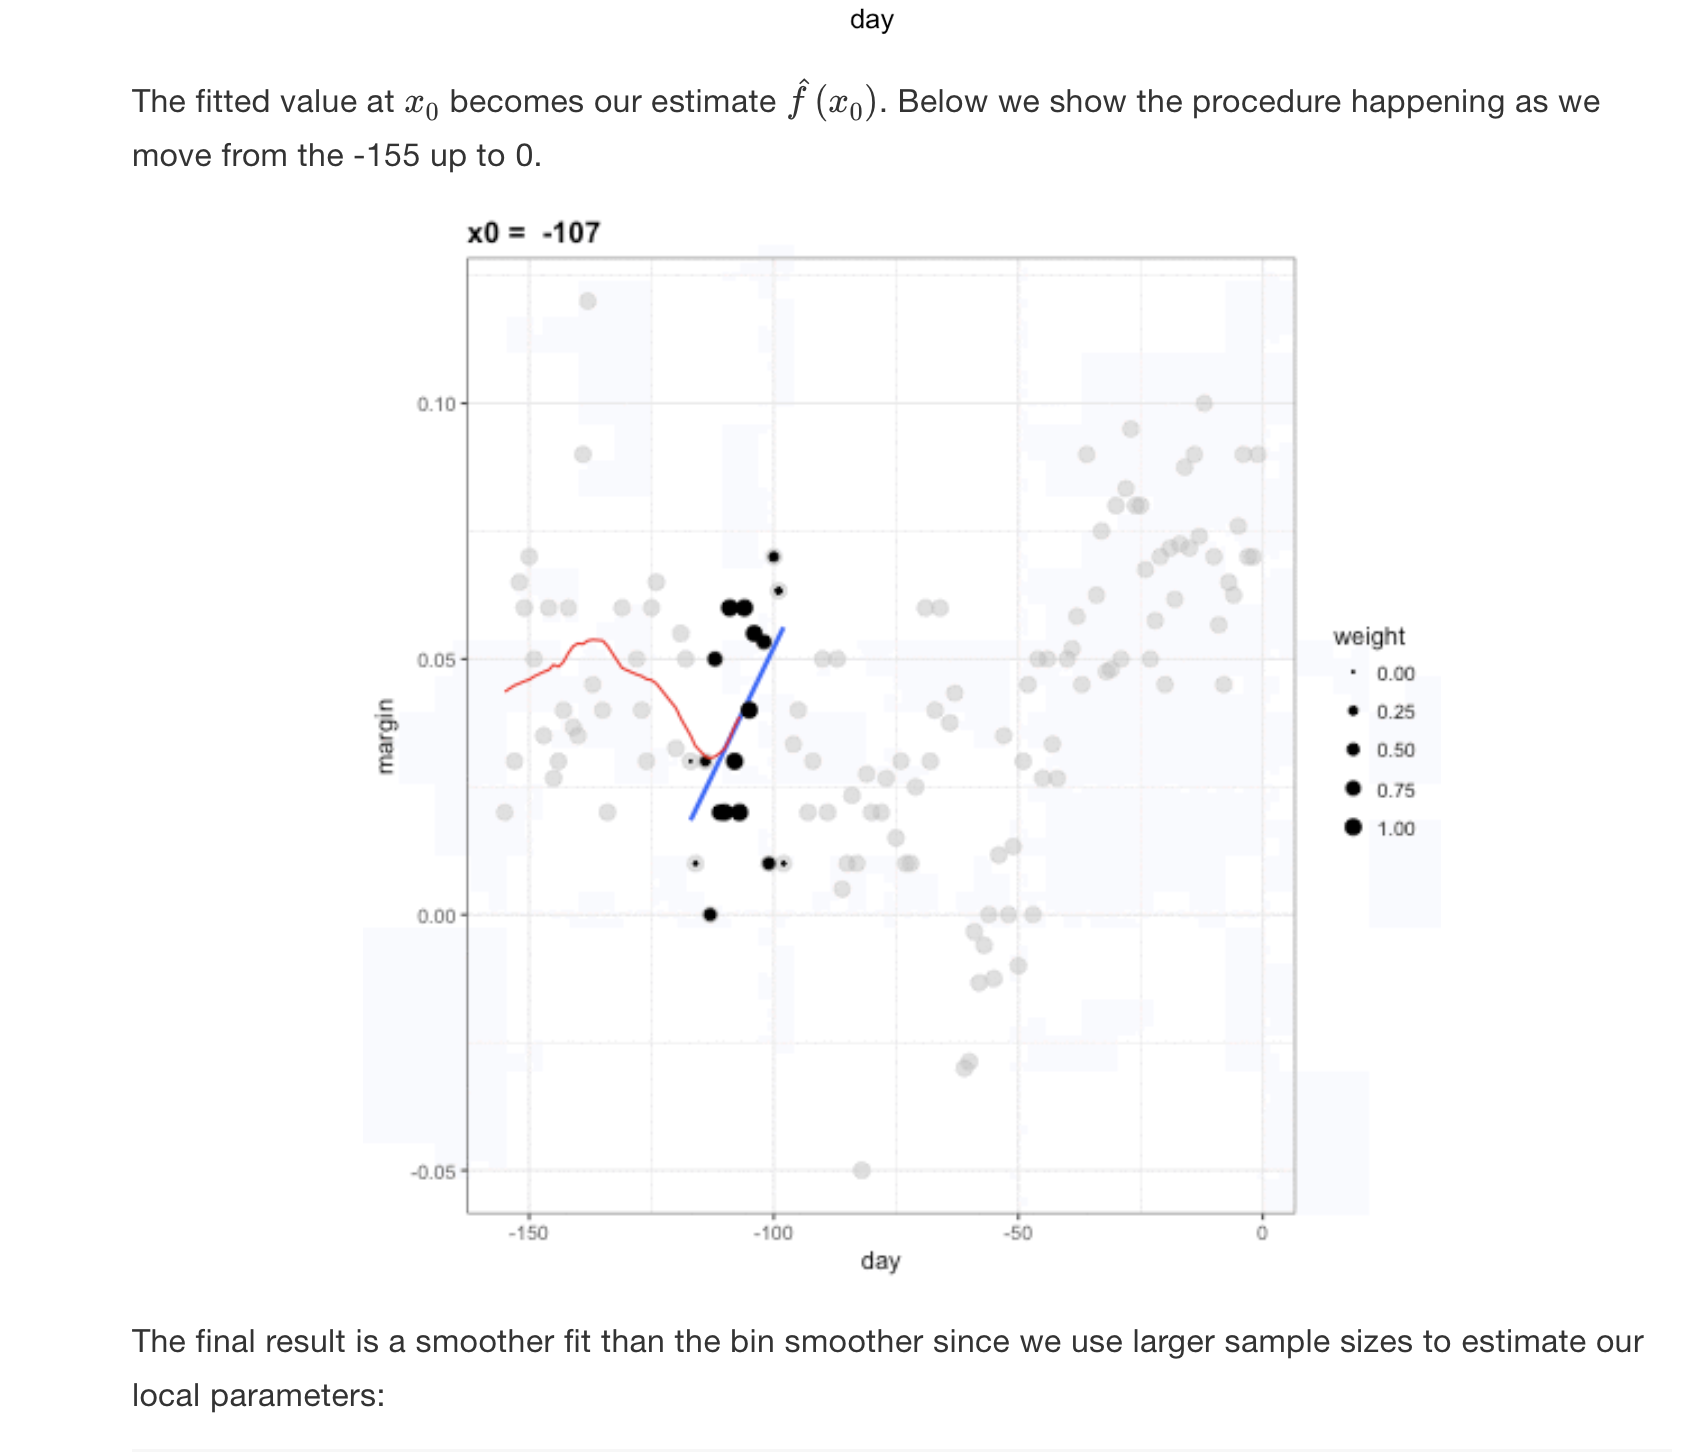 day
The fitted value at x₀ becomes our estimate f̂ (x₀). Below we show the procedure happening as we
move from the -155 up to 0.
x0 = -107
0.10
0.05
0.00
-0.05
margin
-150 -100 -50 0
day
weight
0.00
0.25
0.50
0.75
1.00
The final result is a smoother fit than the bin smoother since we use larger sample sizes to estimate our
local parameters: